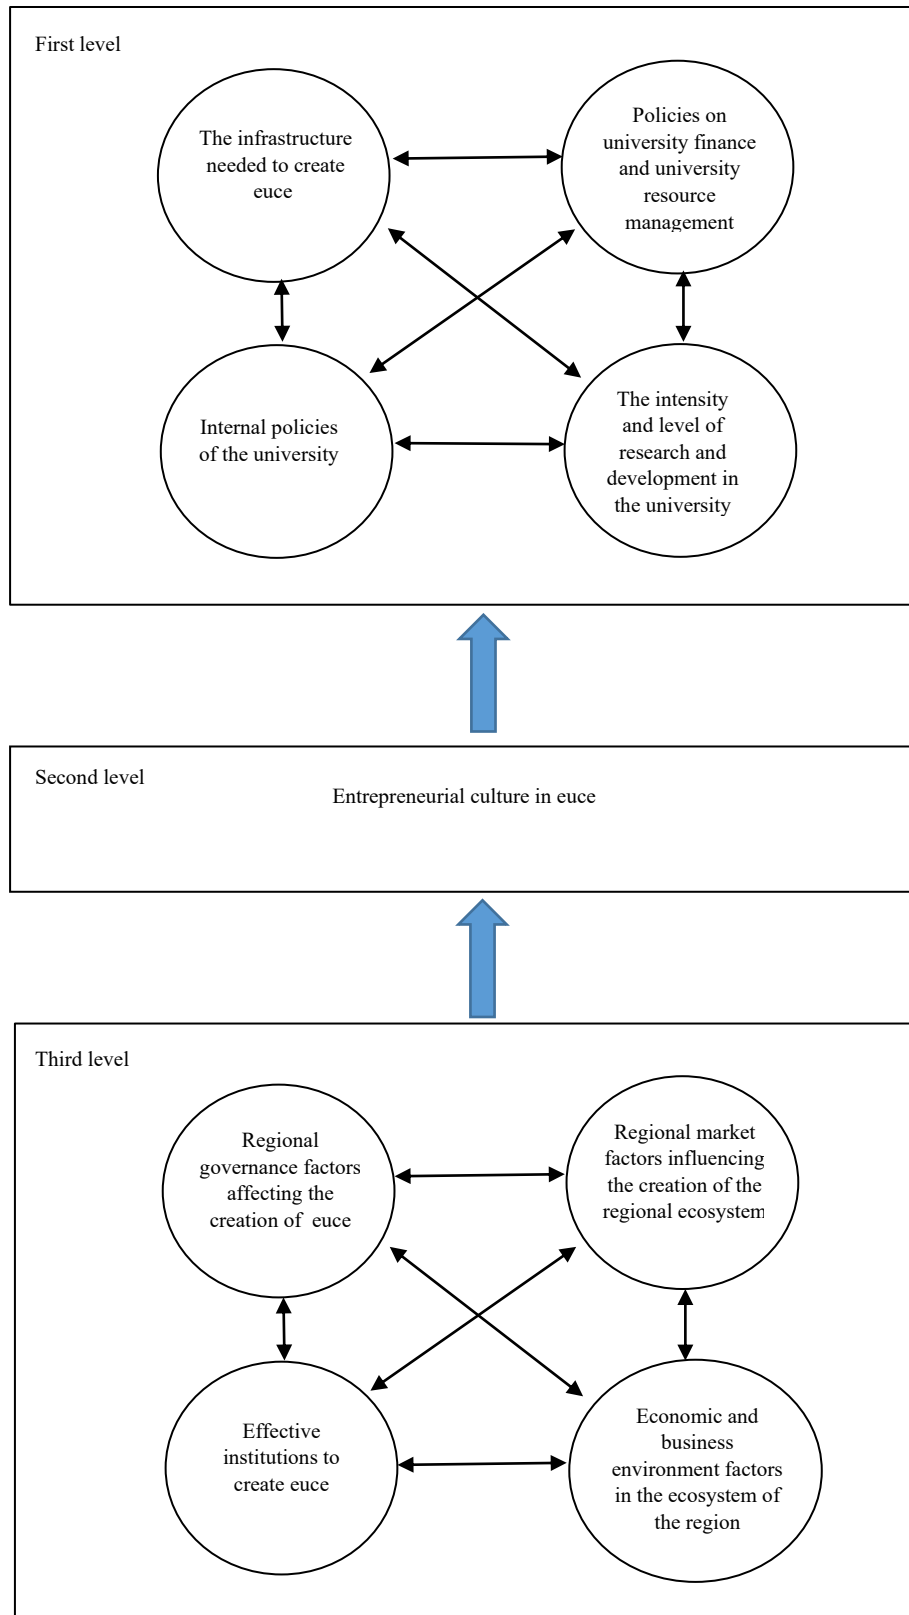 First level
The infrastructure
needed to create
euce
Policies on
university finance
and university
resource
management
Internal policies
of the university
The intensity
and level of
research and
development in
the university
Second level
Entrepreneurial culture in euce
Third level
Regional
governance factors
affecting the
creation of euce
Regional market
factors influencing
the creation of the
regional ecosystem
Effective
institutions to
create euce
Economic and
business
environment factors
in the ecosystem of
the region